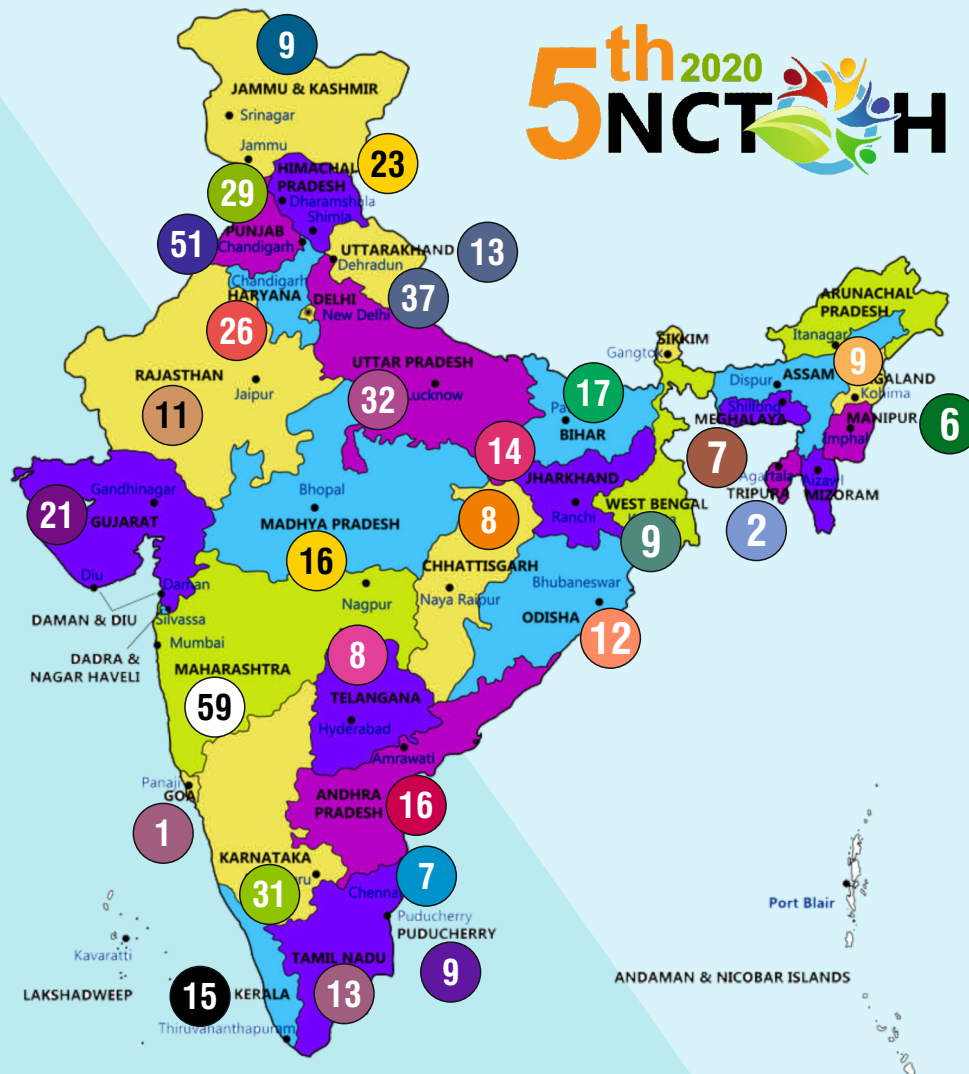 5th 2020
NCT H
9
JAMMU & KASHMIR
Srinagar
Jammu
HIMACHAL
PRADESH
23
Dharamshala
Shimla
29
PUNJAB
Chandigarh
51
UTTARAKHAND
13
Dehradun
Chandigarh
HARYANA
DELHI
New Delhi
37
26
ARUNACHAL
PRADESH
Itanagar
SIKKIM
Gangtok
RAJASTHAN
Jaipur
11
UTTAR PRADESH
Lucknow
32
17
BIHAR
Dispur
ASSAM
9
Kohima
Shillong
MEGHALAYA
MANIPUR
Imphal
6
7
14
JHARKHAND
Ranchi
Agartala
TRIPURA
Aizawl
MIZORAM
2
Gandhinagar
21
GUJARAT
Bhopal
MADHYA PRADESH
16
8
WEST BENGAL
9
CHHATTISGARH
Naya Raipur
Bhubaneswar
ODISHA
12
Diu
Daman
DAMAN & DIU
Silvassa
DADRA &
NAGAR HAVELI
Mumbai
Nagpur
MAHARASHTRA
59
8
TELANGANA
Hyderabad
Amrawati
Panaji
GOA
1
ANDHRA
PRADESH
16
KARNATAKA
31
7
Puducherry
PUDUCHERRY
9
TAMIL NADU
13
Kavaratti
LAKSHADWEEP
15
KERALA
Thiruvananthapuram
Port Blair
ANDAMAN & NICOBAR ISLANDS